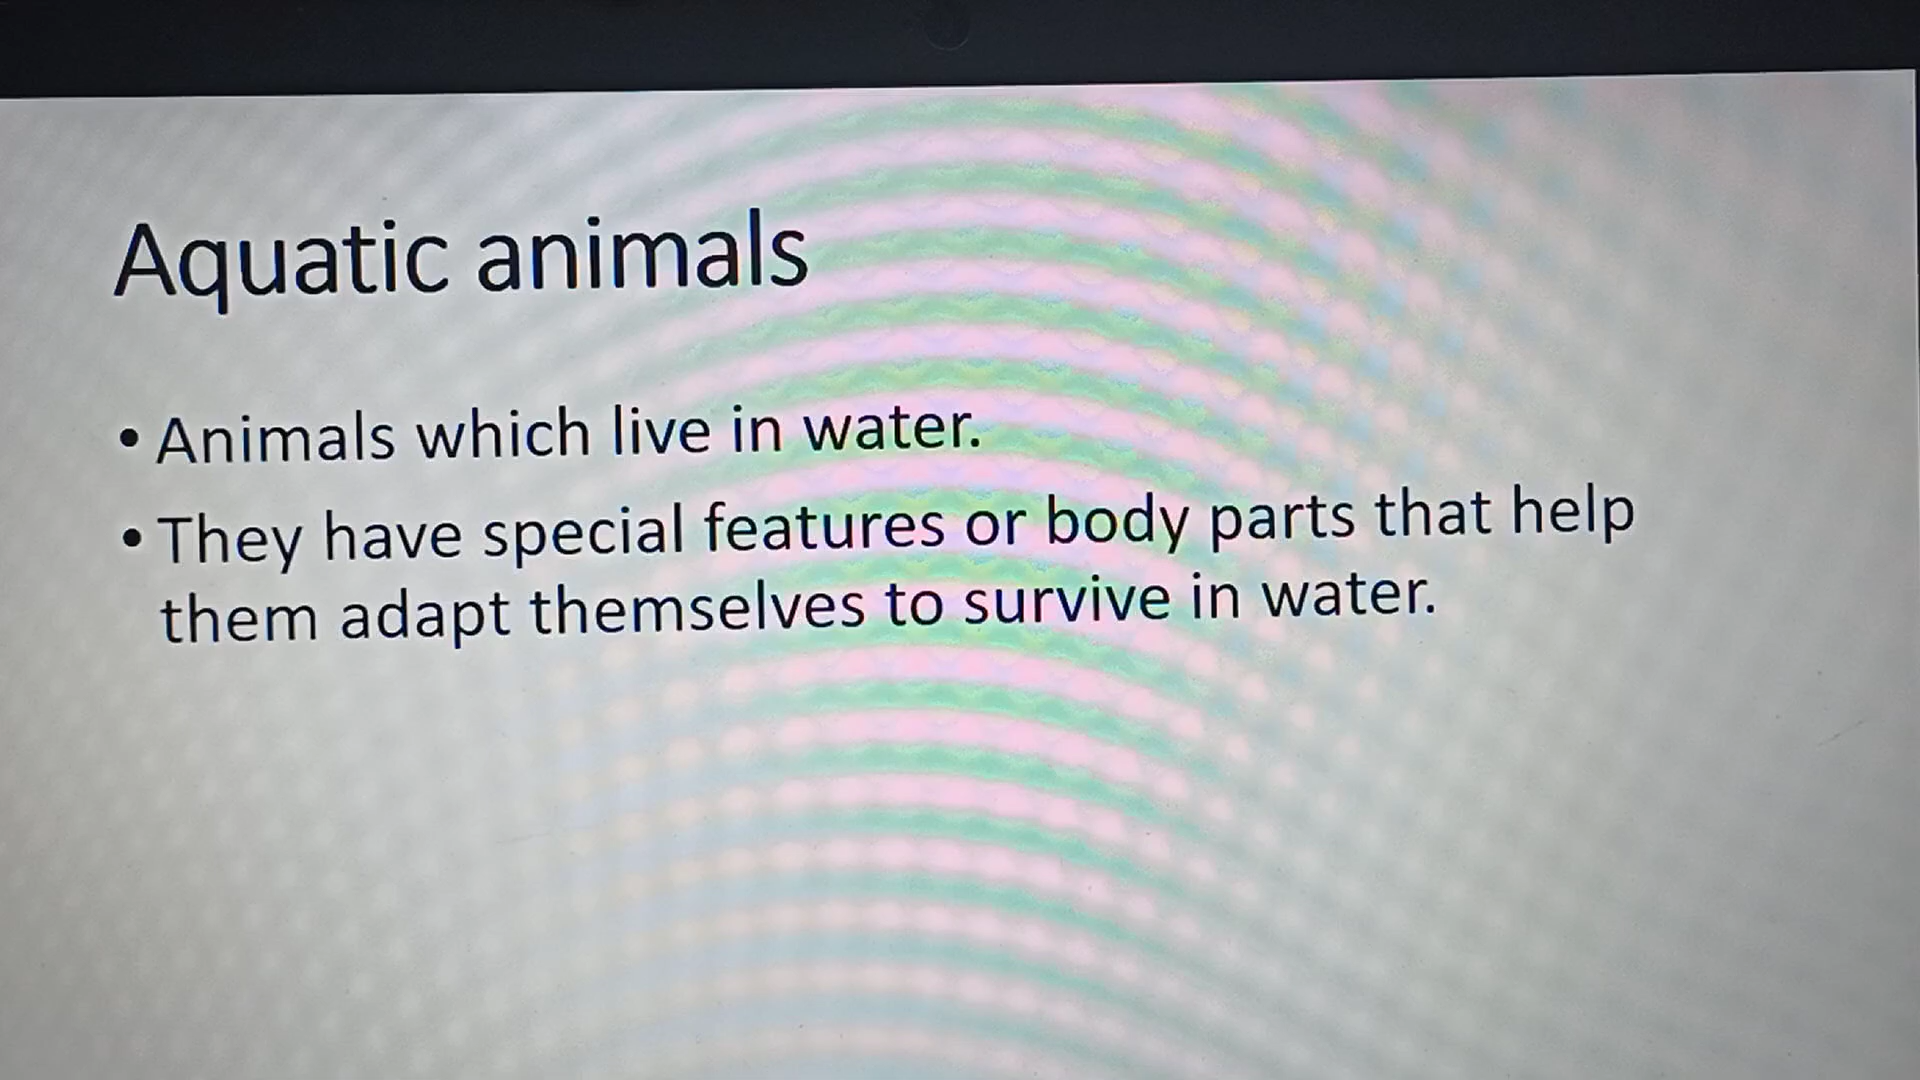 Aquatic animals
• Animals which live in water.
• They have special features or body parts that help
them adapt themselves to survive in water.